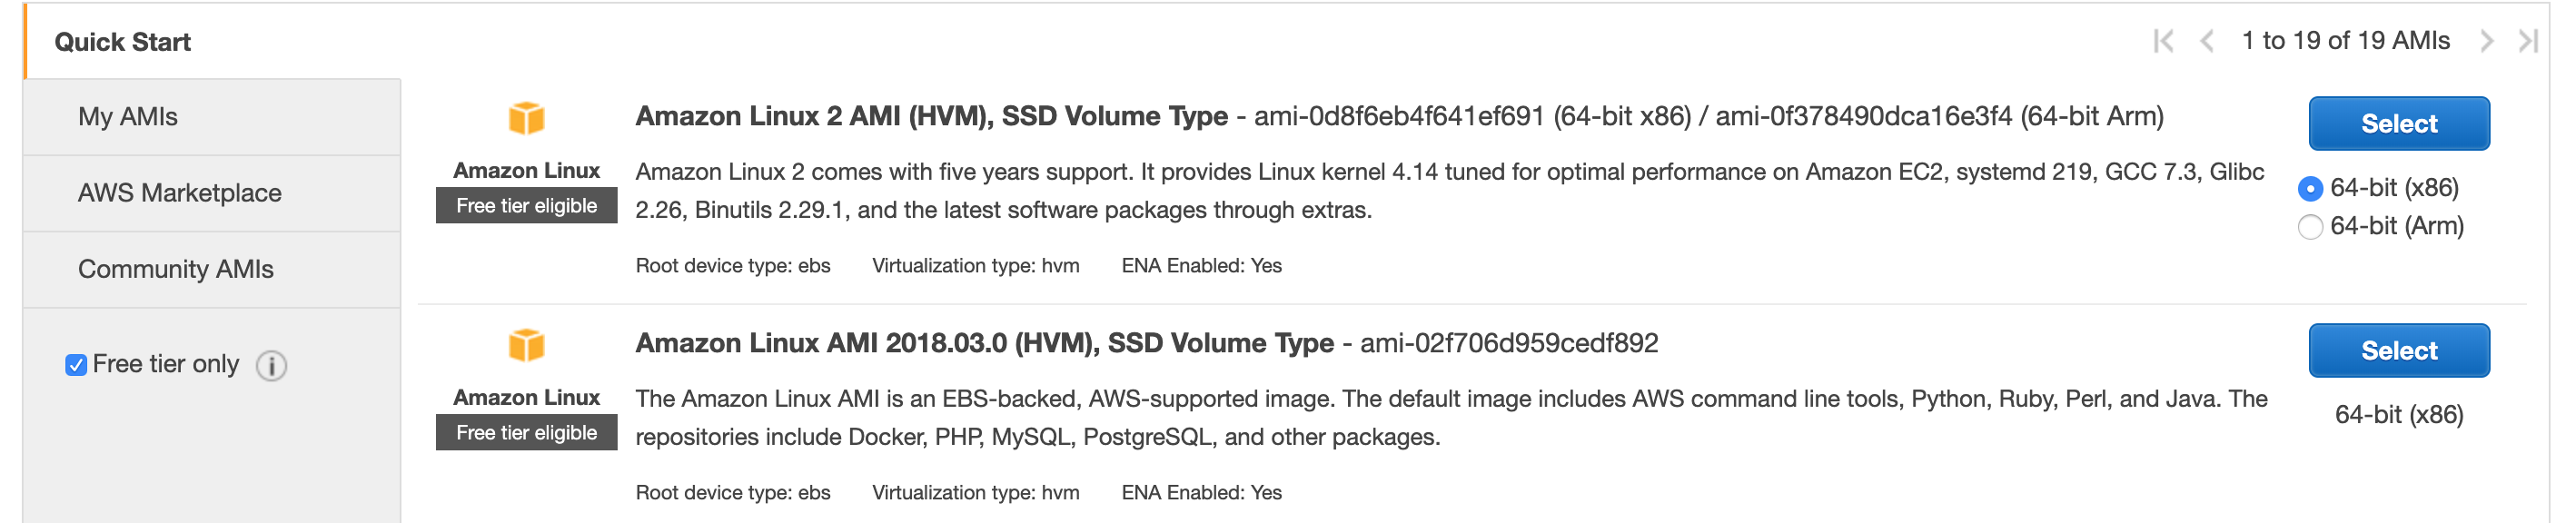 Quick Start
1 to 19 of 19 AMIs
My AMIs
AWS Marketplace
Community AMIs
Free tier only
Amazon Linux
Free tier eligible
Amazon Linux 2 AMI (HVM), SSD Volume Type - ami-0d8f6eb4f641ef691 (64-bit x86) / ami-0f378490dca16e3f4 (64-bit Arm)
Amazon Linux 2 comes with five years support. It provides Linux kernel 4.14 tuned for optimal performance on Amazon EC2, systemd 219, GCC 7.3, Glibc
2.26, Binutils 2.29.1, and the latest software packages through extras.
Root device type: ebs Virtualization type: hvm ENA Enabled: Yes
Select
64-bit (x86)
64-bit (Arm)
Amazon Linux
Free tier eligible
Amazon Linux AMI 2018.03.0 (HVM), SSD Volume Type - ami-02f706d959cedf892
The Amazon Linux AMI is an EBS-backed, AWS-supported image. The default image includes AWS command line tools, Python, Ruby, Perl, and Java. The
repositories include Docker, PHP, MySQL, PostgreSQL, and other packages.
Root device type: ebs Virtualization type: hvm ENA Enabled: Yes
Select
64-bit (x86)